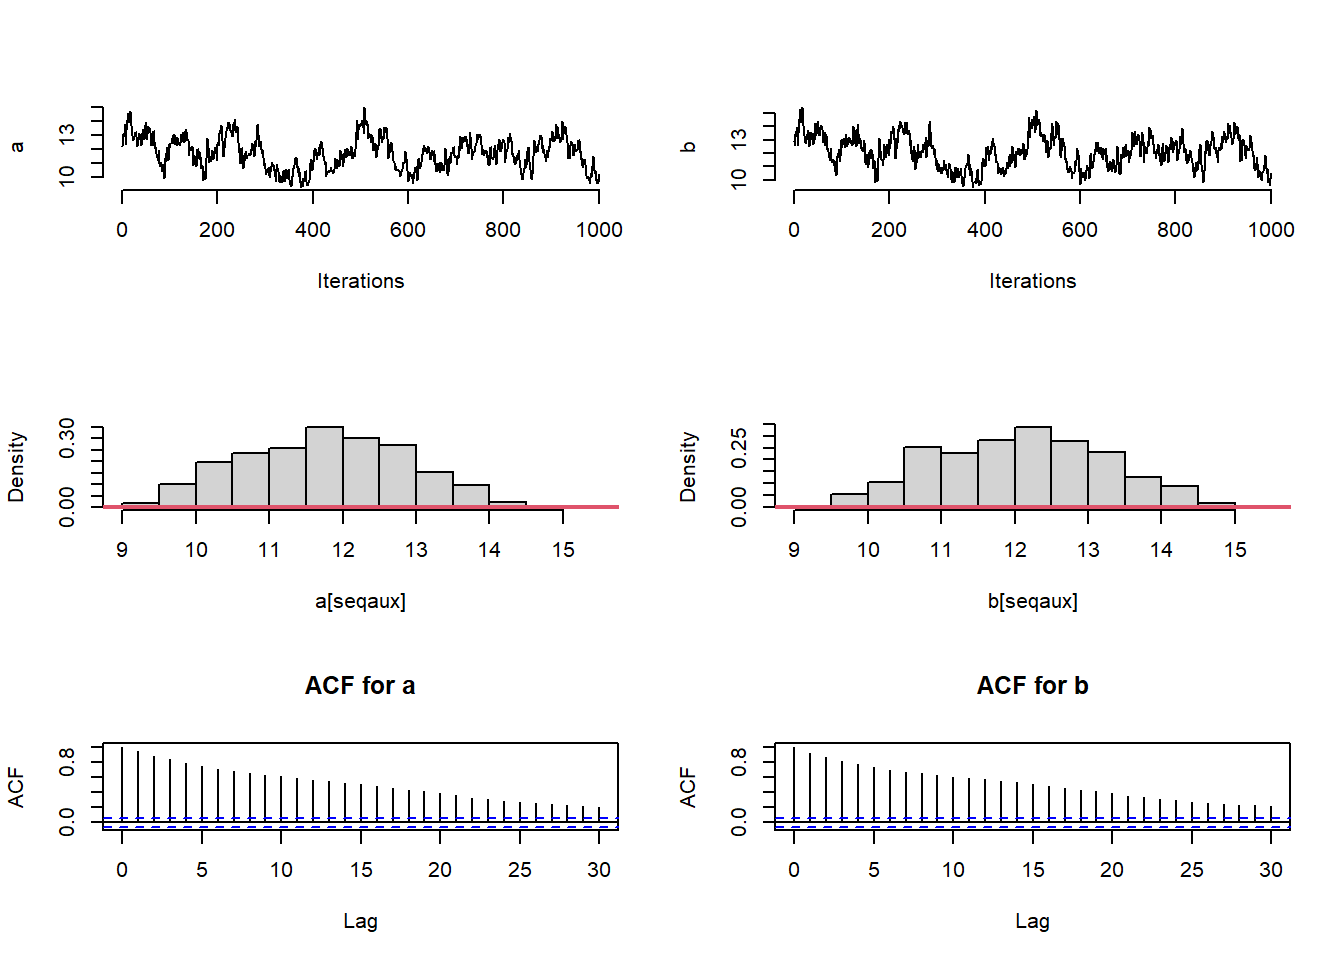 a
13
10
0 200 400 600 800 1000
Iterations
b
13
10
0 200 400 600 800 1000
Iterations
Density
0.30
0.00
9 10 11 12 13 14 15
a[seqaux]
Density
0.25
0.00
9 10 11 12 13 14 15
b[seqaux]
ACF for a
ACF
0.8
0.0
0 5 10 15 20 25 30
Lag
ACF for b
ACF
0.8
0.0
0 5 10 15 20 25 30
Lag